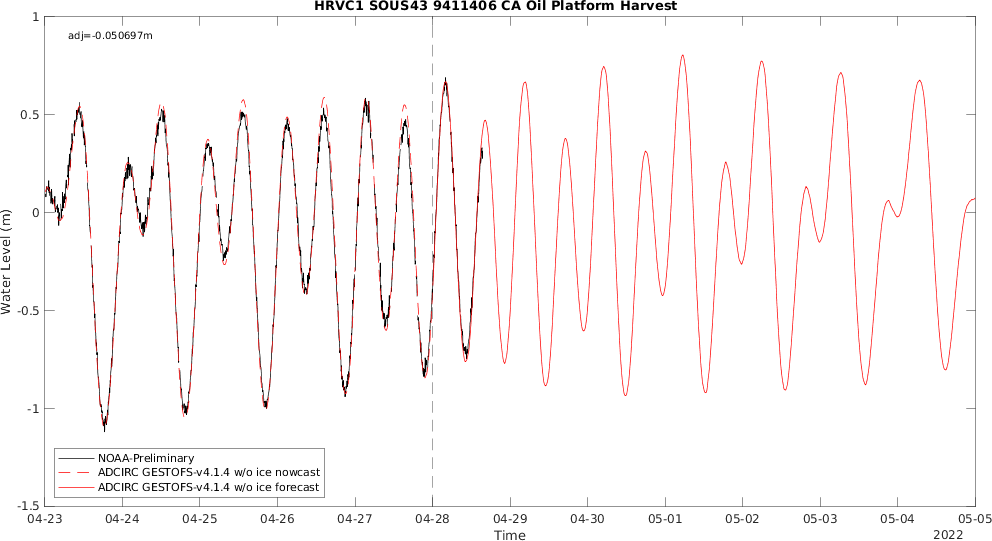 HRVC1 SOUS43 9411406 CA Oil Platform Harvest
adj=-0.050697m
1
0.5
0
-0.5
-1
-1.5
Water Level (m)
NOAA-Preliminary
ADCIRC GESTOFS-v4.1.4 w/o ice nowcast
ADCIRC GESTOFS-v4.1.4 w/o ice forecast
04-23 04-24 04-25 04-26 04-27 04-28 04-29 04-30 05-01 05-02 05-03 05-04 05-05
Time
2022